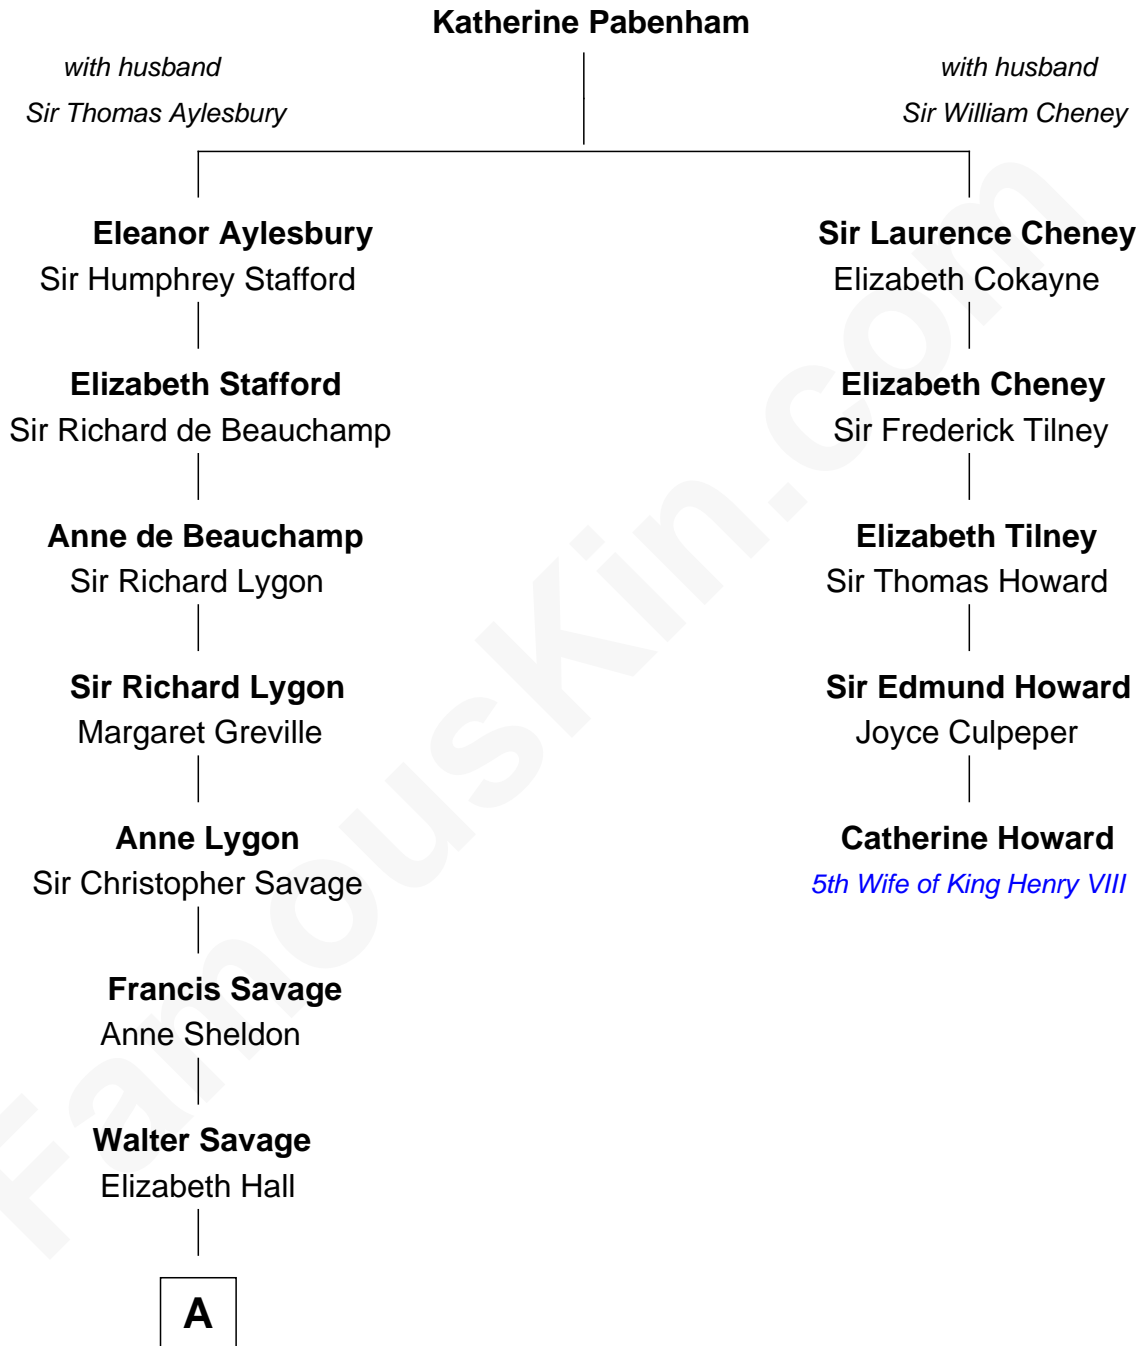 Katherine Pabenham
with husband
Sir Thomas Aylesbury
with husband
Sir William Cheney
Eleanor Aylesbury
Sir Humphrey Stafford
Sir Laurence Cheney
Elizabeth Cokayne
Elizabeth Stafford
Sir Richard de Beauchamp
Elizabeth Cheney
Sir Frederick Tilney
Anne de Beauchamp
Sir Richard Lygon
Elizabeth Tilney
Sir Thomas Howard
Sir Richard Lygon
Margaret Greville
Sir Edmund Howard
Joyce Culpeper
Anne Lygon
Sir Christopher Savage
Catherine Howard
5th Wife of King Henry VIII
Francis Savage
Anne Sheldon
Walter Savage
Elizabeth Hall
A
FamousKin.com